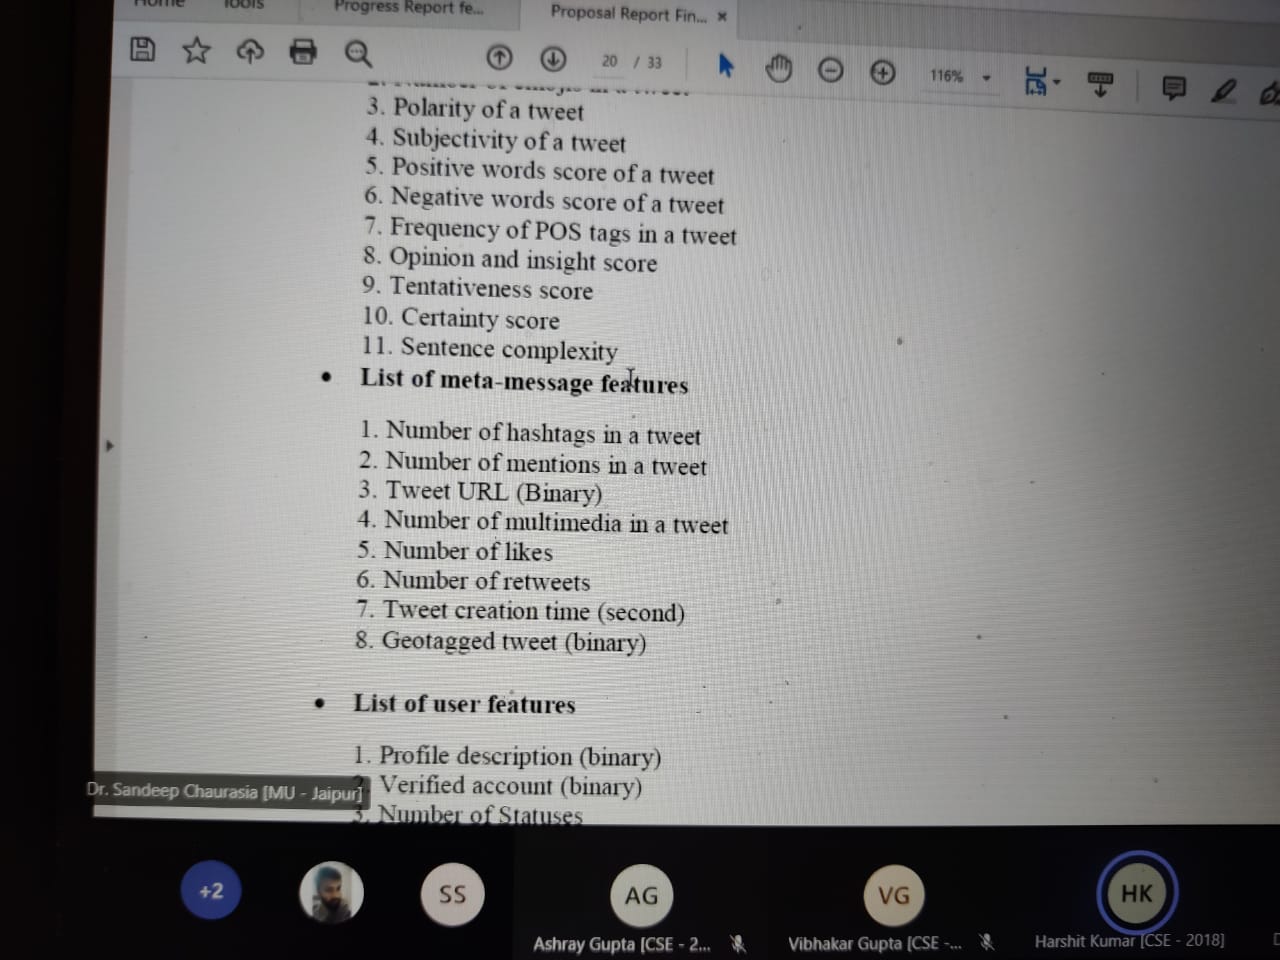 Home Tools Progress Report fe... Proposal Report Fin... ×
20 / 33 116%
3. Polarity of a tweet
4. Subjectivity of a tweet
5. Positive words score of a tweet
6. Negative words score of a tweet
7. Frequency of POS tags in a tweet
8. Opinion and insight score
9. Tentativeness score
10. Certainty score
11. Sentence complexity
• List of meta-message features
1. Number of hashtags in a tweet
2. Number of mentions in a tweet
3. Tweet URL (Binary)
4. Number of multimedia in a tweet
5. Number of likes
6. Number of retweets
7. Tweet creation time (second)
8. Geotagged tweet (binary)
• List of user features
1. Profile description (binary)
Verified account (binary)
Dr. Sandeep Chaurasia [MU - Jaipur]
3. Number of Statuses
+2 SS AG VG HK
Ashray Gupta [CSE - 2... Vibhakar Gupta [CSE -... Harshit Kumar [CSE - 2018]